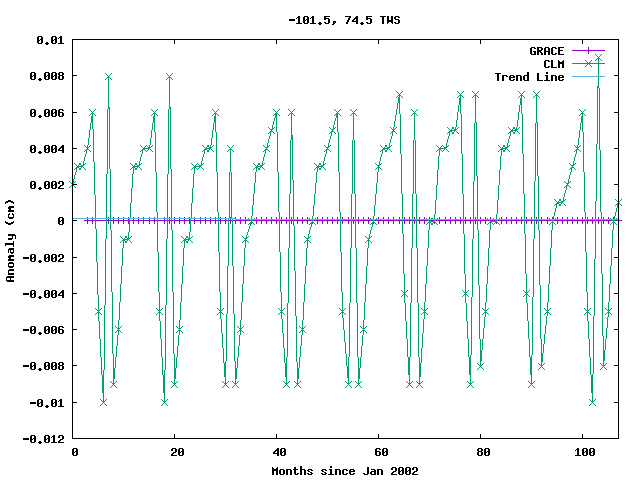 -101.5, 74.5 TWS
0.01
0.008
0.006
0.004
0.002
0
-0.002
-0.004
-0.006
-0.008
-0.01
-0.012
Anomaly (cm)
GRACE
CLM
Trend Line
0 20 40 60 80 100
Months since Jan 2002